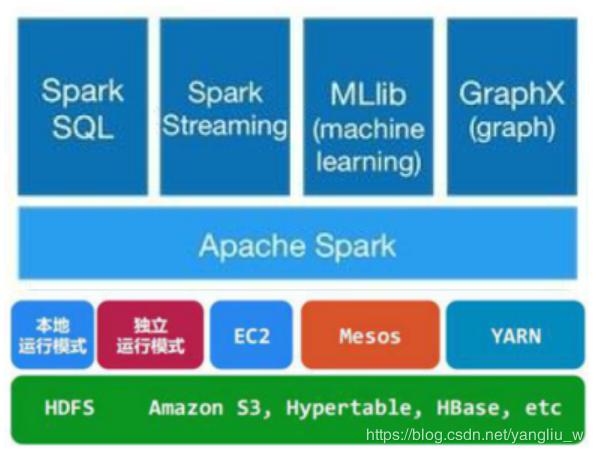 Spark
SQL
Spark
Streaming
MLlib
(machine
learning)
GraphX
(graph)
Apache Spark
本地
运行模式
独立
运行模式
EC2
Mesos
YARN
HDFS Amazon S3, Hypertable, HBase, etc
https://blog.csdn.net/yangliu_w